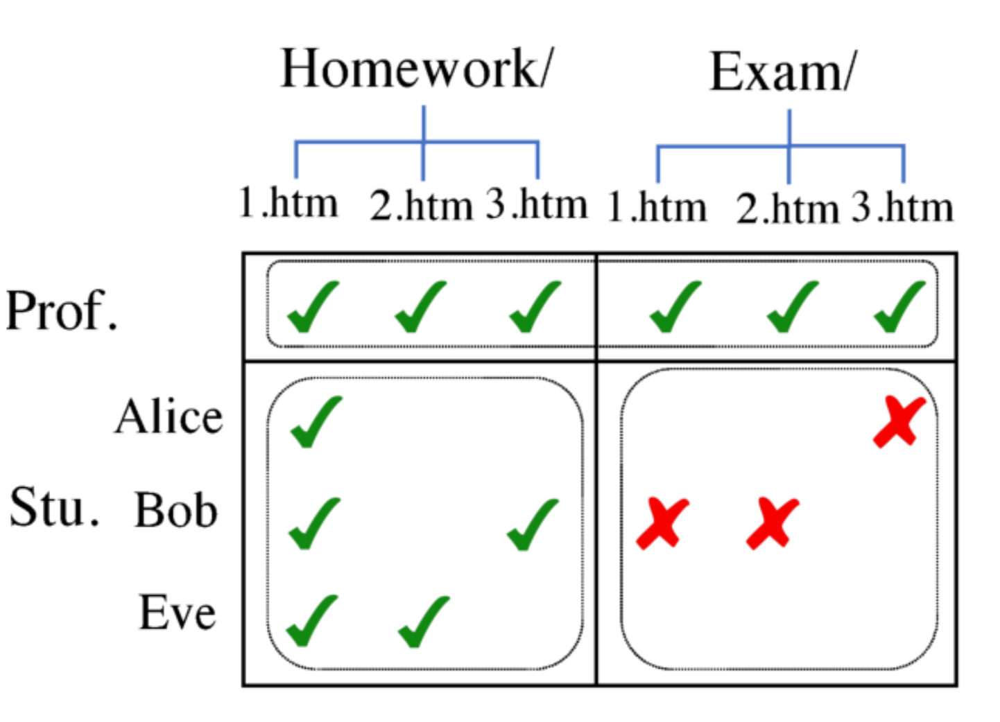 Homework/ Exam/
1.htm 2.htm 3.htm 1.htm 2.htm 3.htm
Prof.
Alice
Stu. Bob
Eve